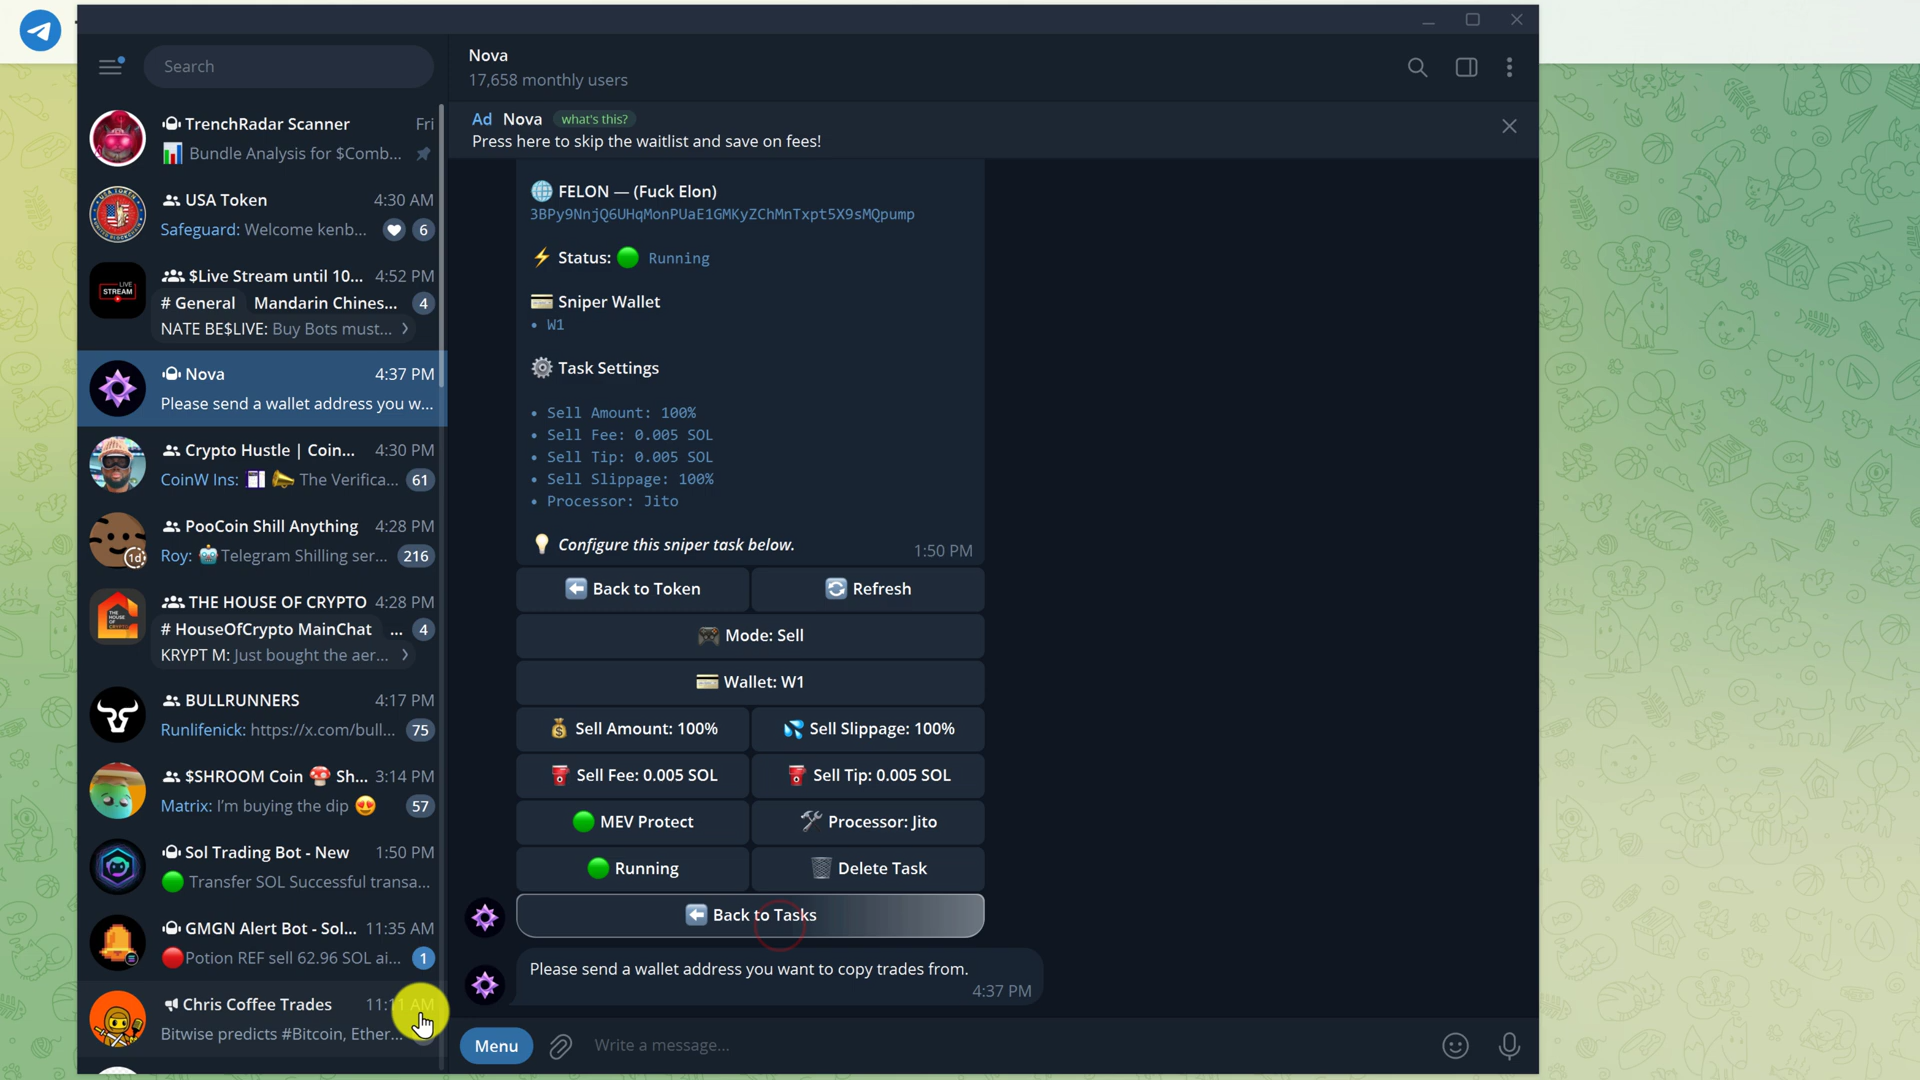 Search
TrenchRadar Scanner
Fri
📊 Bundle Analysis for $Comb...
USA Token
4:30 AM
Safeguard: Welcome kenb...
6
$Live Stream until 10...
4:52 PM
# General Mandarin Chines...
4
NATE BE$LIVE: Buy Bots must...
LIVE
STREAM
Nova
4:37 PM
Please send a wallet address you w...
Crypto Hustle | Coin...
4:30 PM
CoinW Ins: The Verifica...
61
PooCoin Shill Anything
4:28 PM
Roy: 🤖Telegram Shilling ser...
216
1d
THE HOUSE OF CRYPTO
4:28 PM
# HouseOfCrypto MainChat ...
4
KRYPT M: Just bought the aer...
BULLRUNNERS
4:17 PM
Runlifenick: https://x.com/bull...
75
$SHROOM Coin 🍄 Sh...
3:14 PM
Matrix: I'm buying the dip 😍
57
Sol Trading Bot - New
1:50 PM
🟢 Transfer SOL Successful transa...
GMGN Alert Bot - Sol...
11:35 AM
🔴Potion REF sell 62.96 SOL ai...
1
Chris Coffee Trades
11:11 AM
Bitwise predicts #Bitcoin, Ether...
Nova
17,658 monthly users
Ad Nova what's this?
Press here to skip the waitlist and save on fees!
🌐 FELON — (Fuck Elon)
3BPy9NnjQ6UHqMonPUaE1GMKyZChMnTxpt5X9sMQpump
⚡ Status: 🟢 Running
💳 Sniper Wallet
• W1
⚙️ Task Settings
• Sell Amount: 100%
• Sell Fee: 0.005 SOL
• Sell Tip: 0.005 SOL
• Sell Slippage: 100%
• Processor: Jito
💡 Configure this sniper task below.
1:50 PM
⬅️ Back to Token
🔄 Refresh
🎮 Mode: Sell
💳 Wallet: W1
💰 Sell Amount: 100%
💦 Sell Slippage: 100%
Sell Fee: 0.005 SOL
Sell Tip: 0.005 SOL
🟢 MEV Protect
🛠 Processor: Jito
🟢 Running
🗑 Delete Task
⬅️ Back to Tasks
Please send a wallet address you want to copy trades from.
4:37 PM
Menu
Write a message...